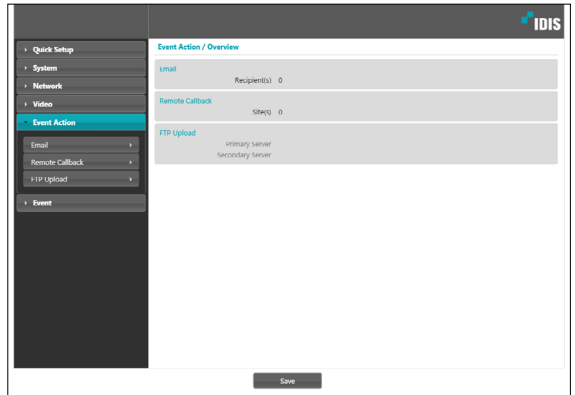 IDIS
Quick Setup
System
Network
Video
Event Action
Email
Remote Callback
FTP Upload
Event
Event Action / Overview
Email
Recipient(s) 0
Remote Callback
Site(s) 0
FTP Upload
Primary Server
Secondary Server
Save